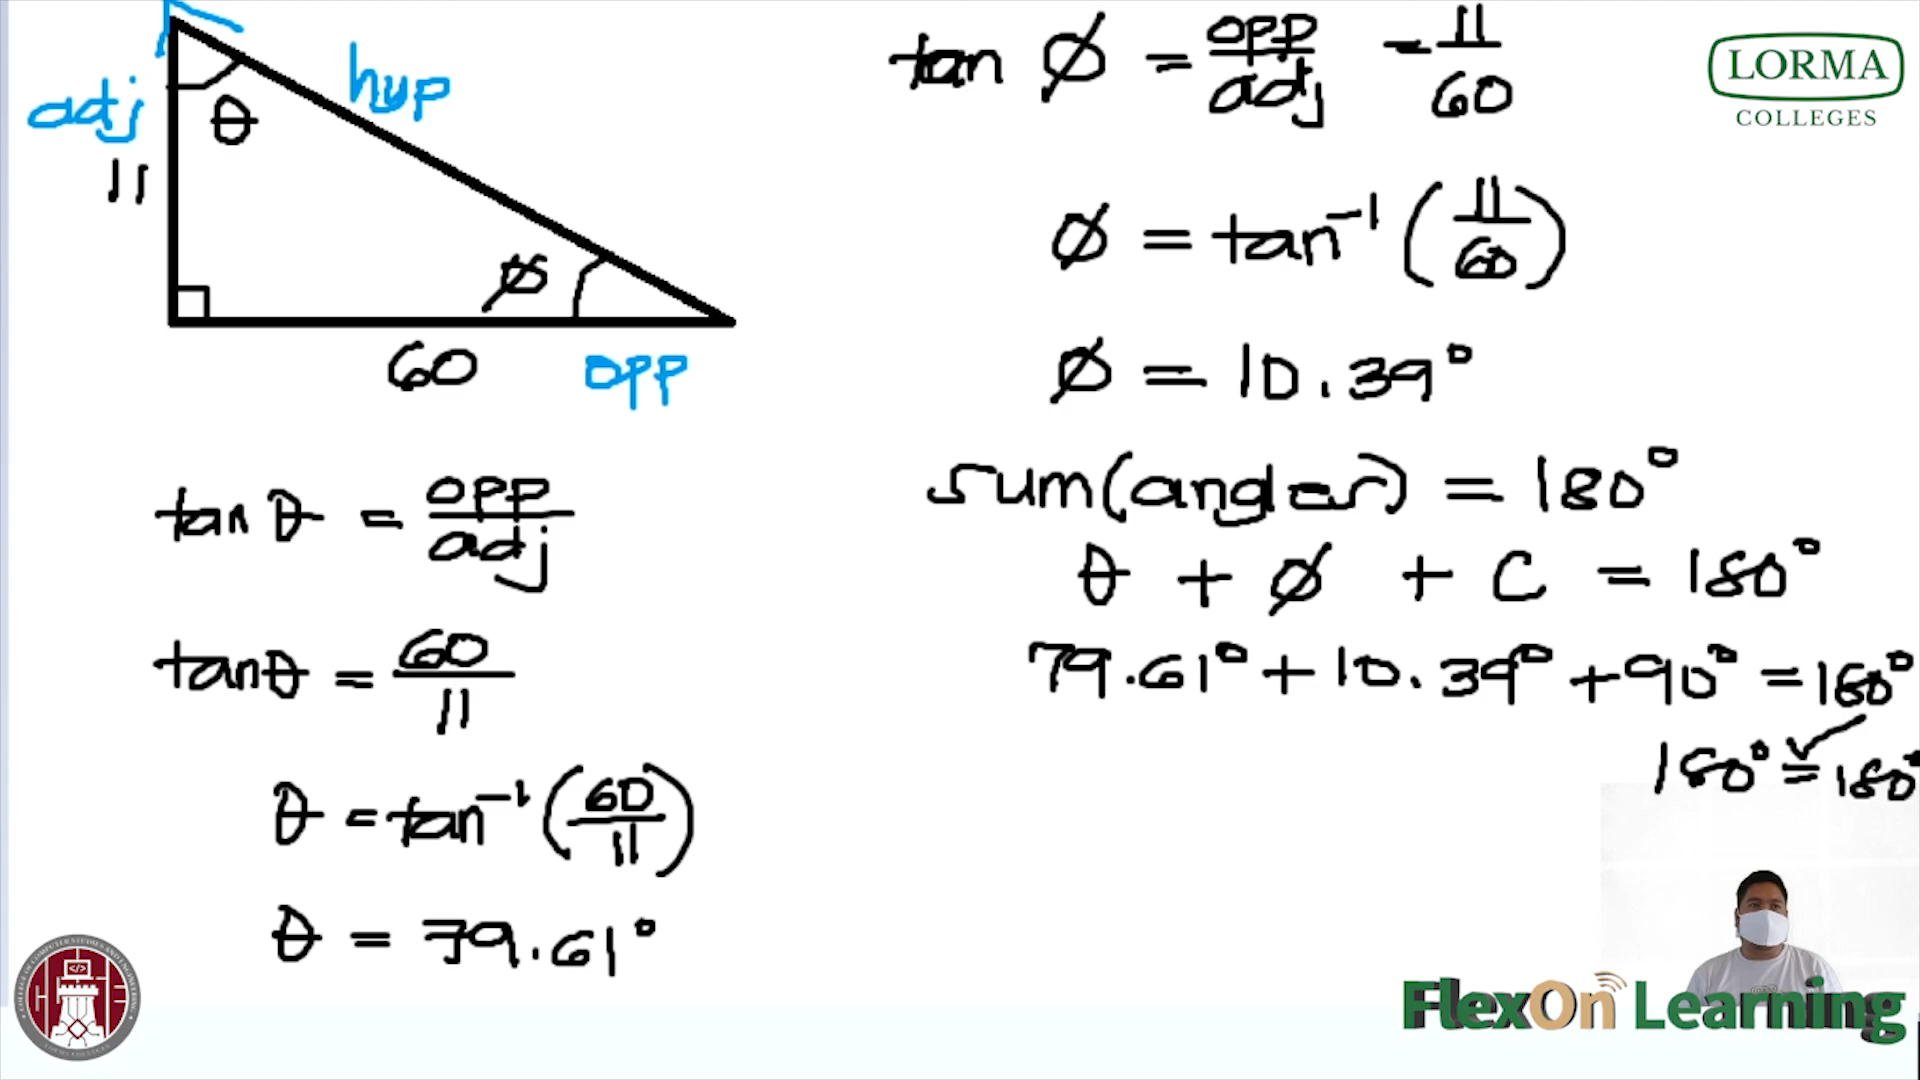 adj
hyp
θ
11
ø
60
opp
tan θ = opp/adj
tan θ = 60/11
θ = tan⁻¹ (60/11)
θ = 79.61°
tan ø = opp/adj = 11/60
ø = tan⁻¹ (11/60)
ø = 10.39°
sum(angles) = 180°
θ + ø + C = 180°
79.61° + 10.39° + 90° = 180°
180° = 180°
LORMA
COLLEGES
FlexOn Learning